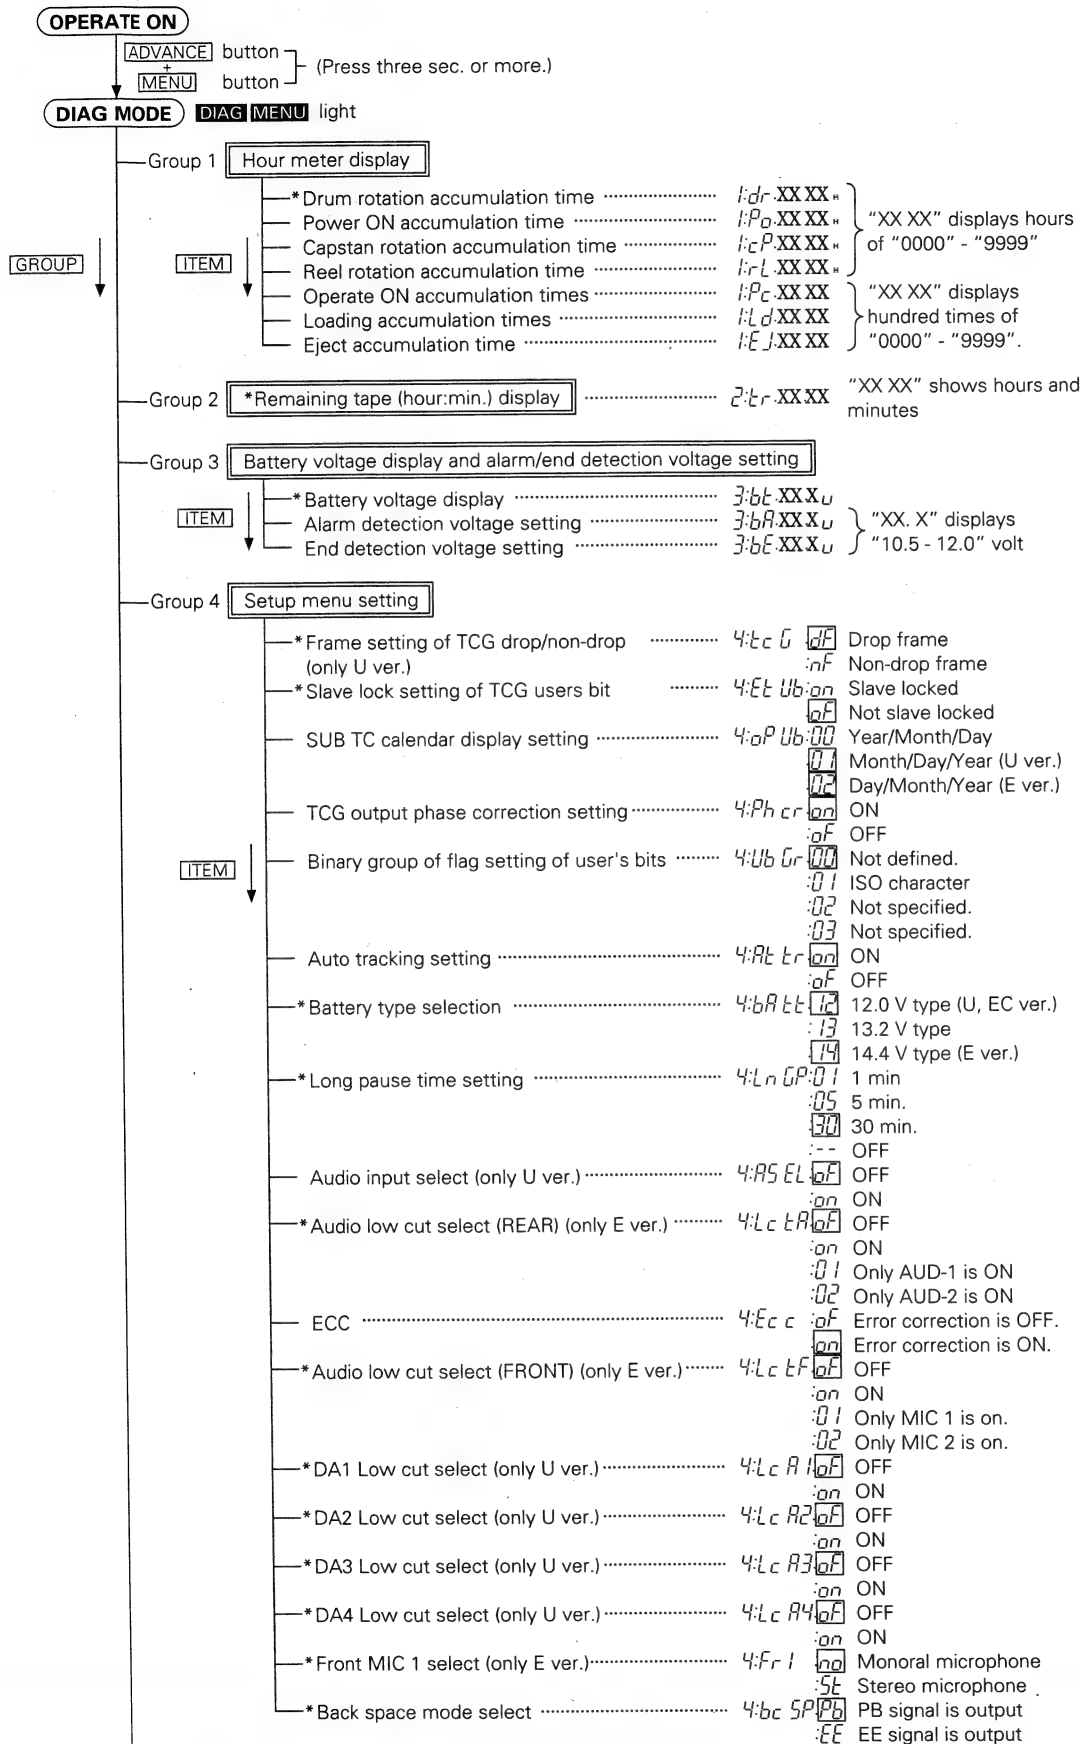 OPERATE ON
ADVANCE button
+
MENU button
(Press three sec. or more.)
DIAG MODE DIAG MENU light
Group 1 Hour meter display
*Drum rotation accumulation time 1:dr.XX XX H
Power ON accumulation time 1:Po.XX XX H
Capstan rotation accumulation time 1:cP.XX XX H
Reel rotation accumulation time 1:rL.XX XX H
"XX XX" displays hours
of "0000" - "9999"
GROUP
ITEM
Operate ON accumulation times 1:Pc.XX XX
Loading accumulation times 1:Ld.XX XX
Eject accumulation time 1:EJ.XX XX
"XX XX" displays
hundred times of
"0000" - "9999".
Group 2 *Remaining tape (hour:min.) display 2:tr.XX XX
"XX XX" shows hours and
minutes
Group 3 Battery voltage display and alarm/end detection voltage setting
ITEM
*Battery voltage display 3:bt.XX X u
Alarm detection voltage setting 3:bA.XX X u
End detection voltage setting 3:bE.XX X u
"XX. X" displays
"10.5 - 12.0" volt
Group 4 Setup menu setting
ITEM
*Frame setting of TCG drop/non-drop 4:tc G dF Drop frame
(only U ver.) :nF Non-drop frame
*Slave lock setting of TCG users bit 4:Et Ub:on Slave locked
oF Not slave locked
SUB TC calendar display setting 4:oP Ub:00 Year/Month/Day
01 Month/Day/Year (U ver.)
02 Day/Month/Year (E ver.)
TCG output phase correction setting 4:Ph cr on ON
:oF OFF
Binary group of flag setting of user's bits 4:Ub Gr 00 Not defined.
:01 ISO character
:02 Not specified.
:03 Not specified.
Auto tracking setting 4:At tr on ON
:oF OFF
*Battery type selection 4:bA tt 12 12.0 V type (U, EC ver.)
:13 13.2 V type
14 14.4 V type (E ver.)
*Long pause time setting 4:Ln GP:01 1 min
:05 5 min.
30 30 min.
:-- OFF
Audio input select (only U ver.) 4:AS EL oF OFF
:on ON
*Audio low cut select (REAR) (only E ver.) 4:Lc tA oF OFF
:on ON
:01 Only AUD-1 is ON
:02 Only AUD-2 is ON
ECC 4:Ec c :oF Error correction is OFF.
on Error correction is ON.
*Audio low cut select (FRONT) (only E ver.) 4:Lc tF oF OFF
:on ON
:01 Only MIC 1 is on.
:02 Only MIC 2 is on.
*DA1 Low cut select (only U ver.) 4:Lc A1 oF OFF
:on ON
*DA2 Low cut select (only U ver.) 4:Lc A2 oF OFF
:on ON
*DA3 Low cut select (only U ver.) 4:Lc A3 oF OFF
:on ON
*DA4 Low cut select (only U ver.) 4:Lc A4 oF OFF
:on ON
*Front MIC 1 select (only E ver.) 4:Fr 1 no Monoral microphone
:St Stereo microphone
*Back space mode select 4:bc SP Pb PB signal is output
:EE EE signal is output